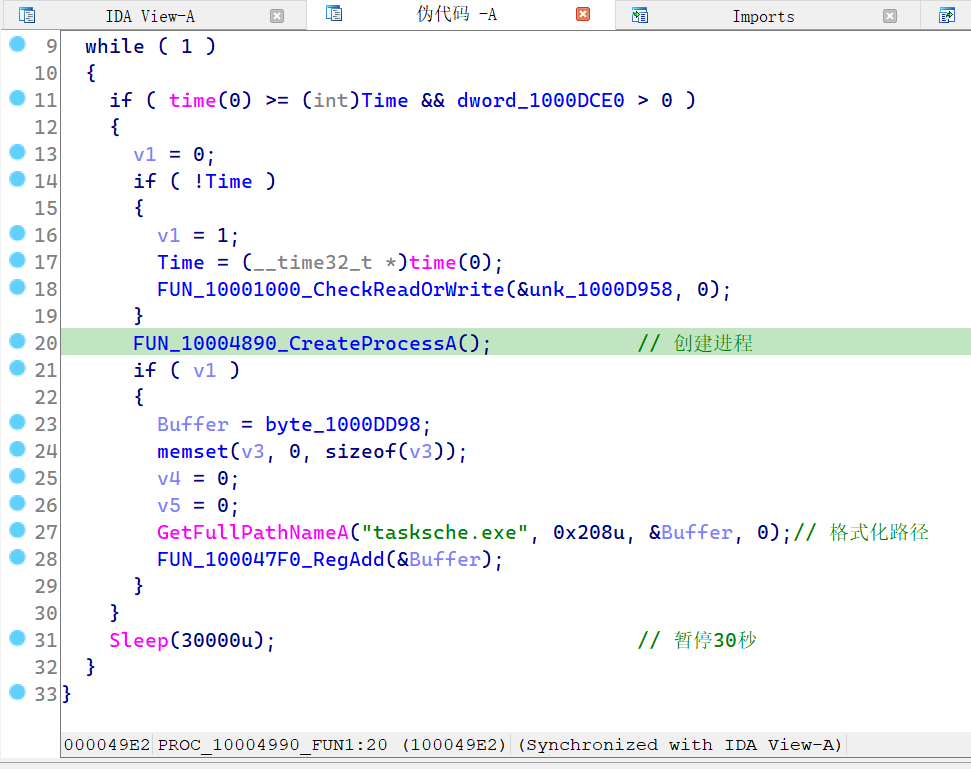 IDA View-A 伪代码 -A Imports
9 while ( 1 )
10 {
11 if ( time(0) >= (int)Time && dword_1000DCE0 > 0 )
12 {
13 v1 = 0;
14 if ( !Time )
15 {
16 v1 = 1;
17 Time = (__time32_t *)time(0);
18 FUN_10001000_CheckReadOrWrite(&unk_1000D958, 0);
19 }
20 FUN_10004890_CreateProcessA(); // 创建进程
21 if ( v1 )
22 {
23 Buffer = byte_1000DD98;
24 memset(v3, 0, sizeof(v3));
25 v4 = 0;
26 v5 = 0;
27 GetFullPathNameA("tasksche.exe", 0x208u, &Buffer, 0);// 格式化路径
28 FUN_100047F0_RegAdd(&Buffer);
29 }
30 }
31 Sleep(30000u); // 暂停30秒
32 }
33 }
000049E2 PROC_10004990_FUN1:20 (100049E2) (Synchronized with IDA View-A)